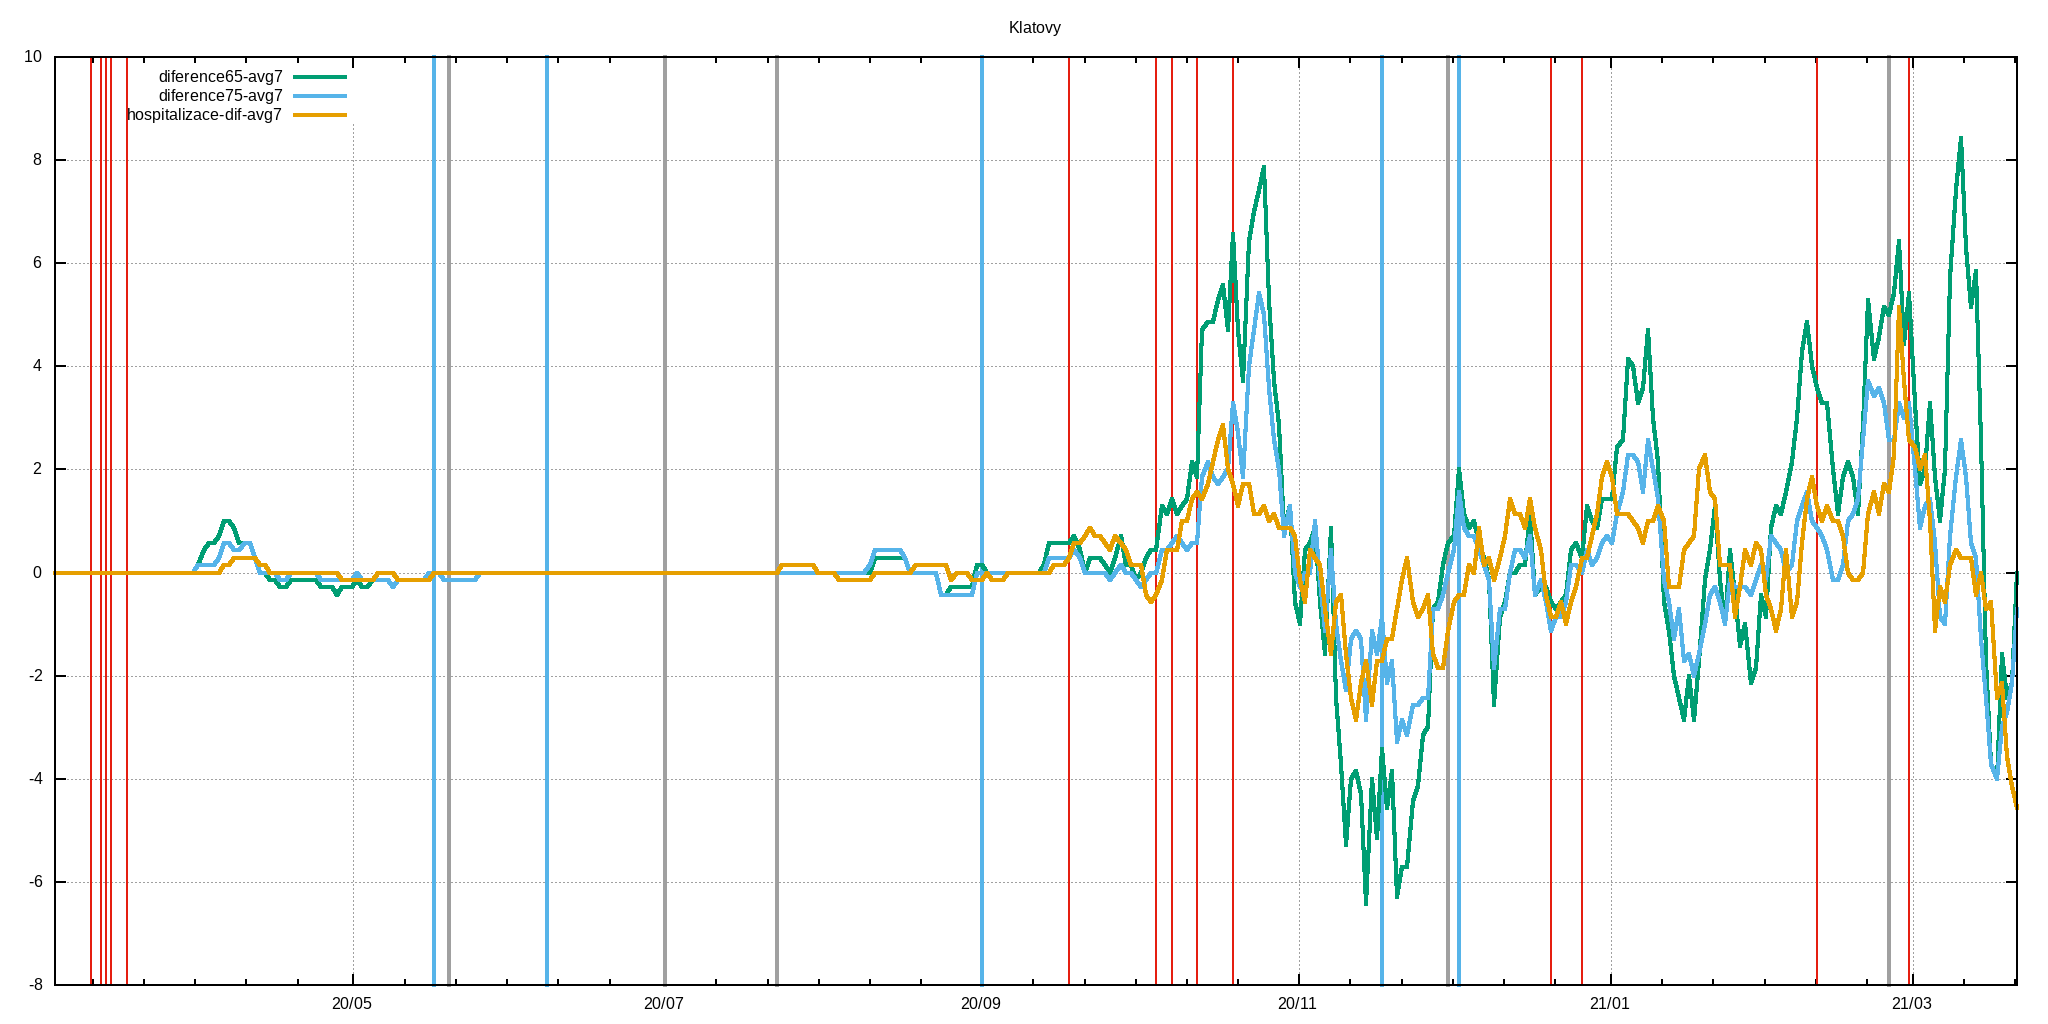 Klatovy
10
diference65-avg7
diference75-avg7
hospitalizace-dif-avg7
8
6
4
2
0
-2
-4
-6
-8
20/05 20/07 20/09 20/11 21/01 21/03